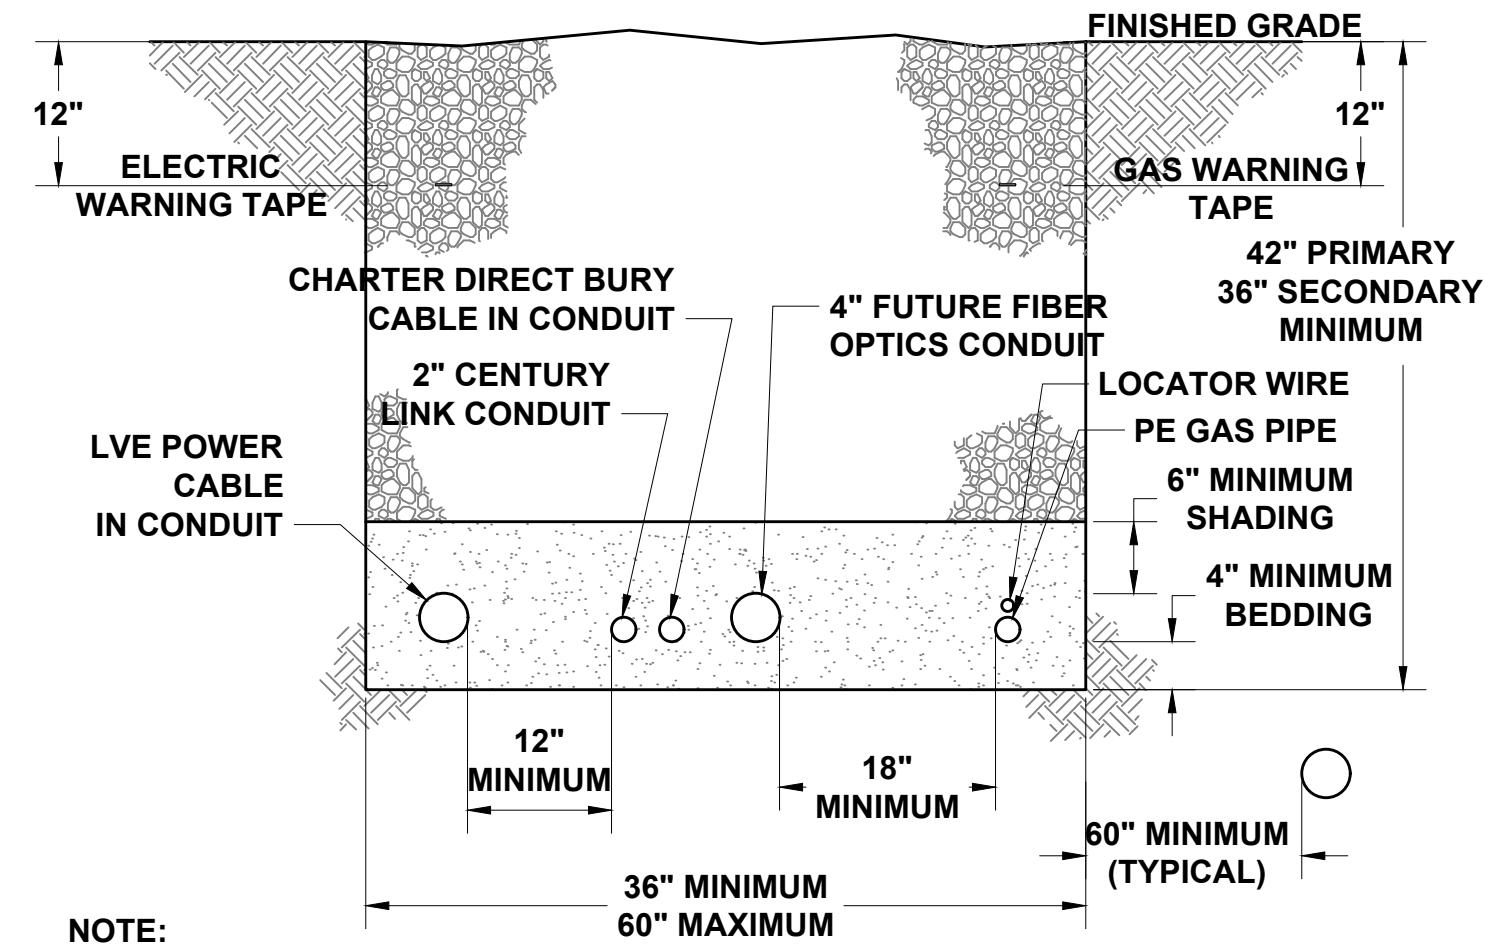 FINISHED GRADE
12"
12"
ELECTRIC
WARNING TAPE
GAS WARNING
TAPE
42" PRIMARY
36" SECONDARY
MINIMUM
CHARTER DIRECT BURY
CABLE IN CONDUIT
4" FUTURE FIBER
OPTICS CONDUIT
2" CENTURY
LINK CONDUIT
LOCATOR WIRE
PE GAS PIPE
LVE POWER
CABLE
IN CONDUIT
6" MINIMUM
SHADING
4" MINIMUM
BEDDING
12"
MINIMUM
18"
MINIMUM
60" MINIMUM
(TYPICAL)
36" MINIMUM
60" MAXIMUM
NOTE: